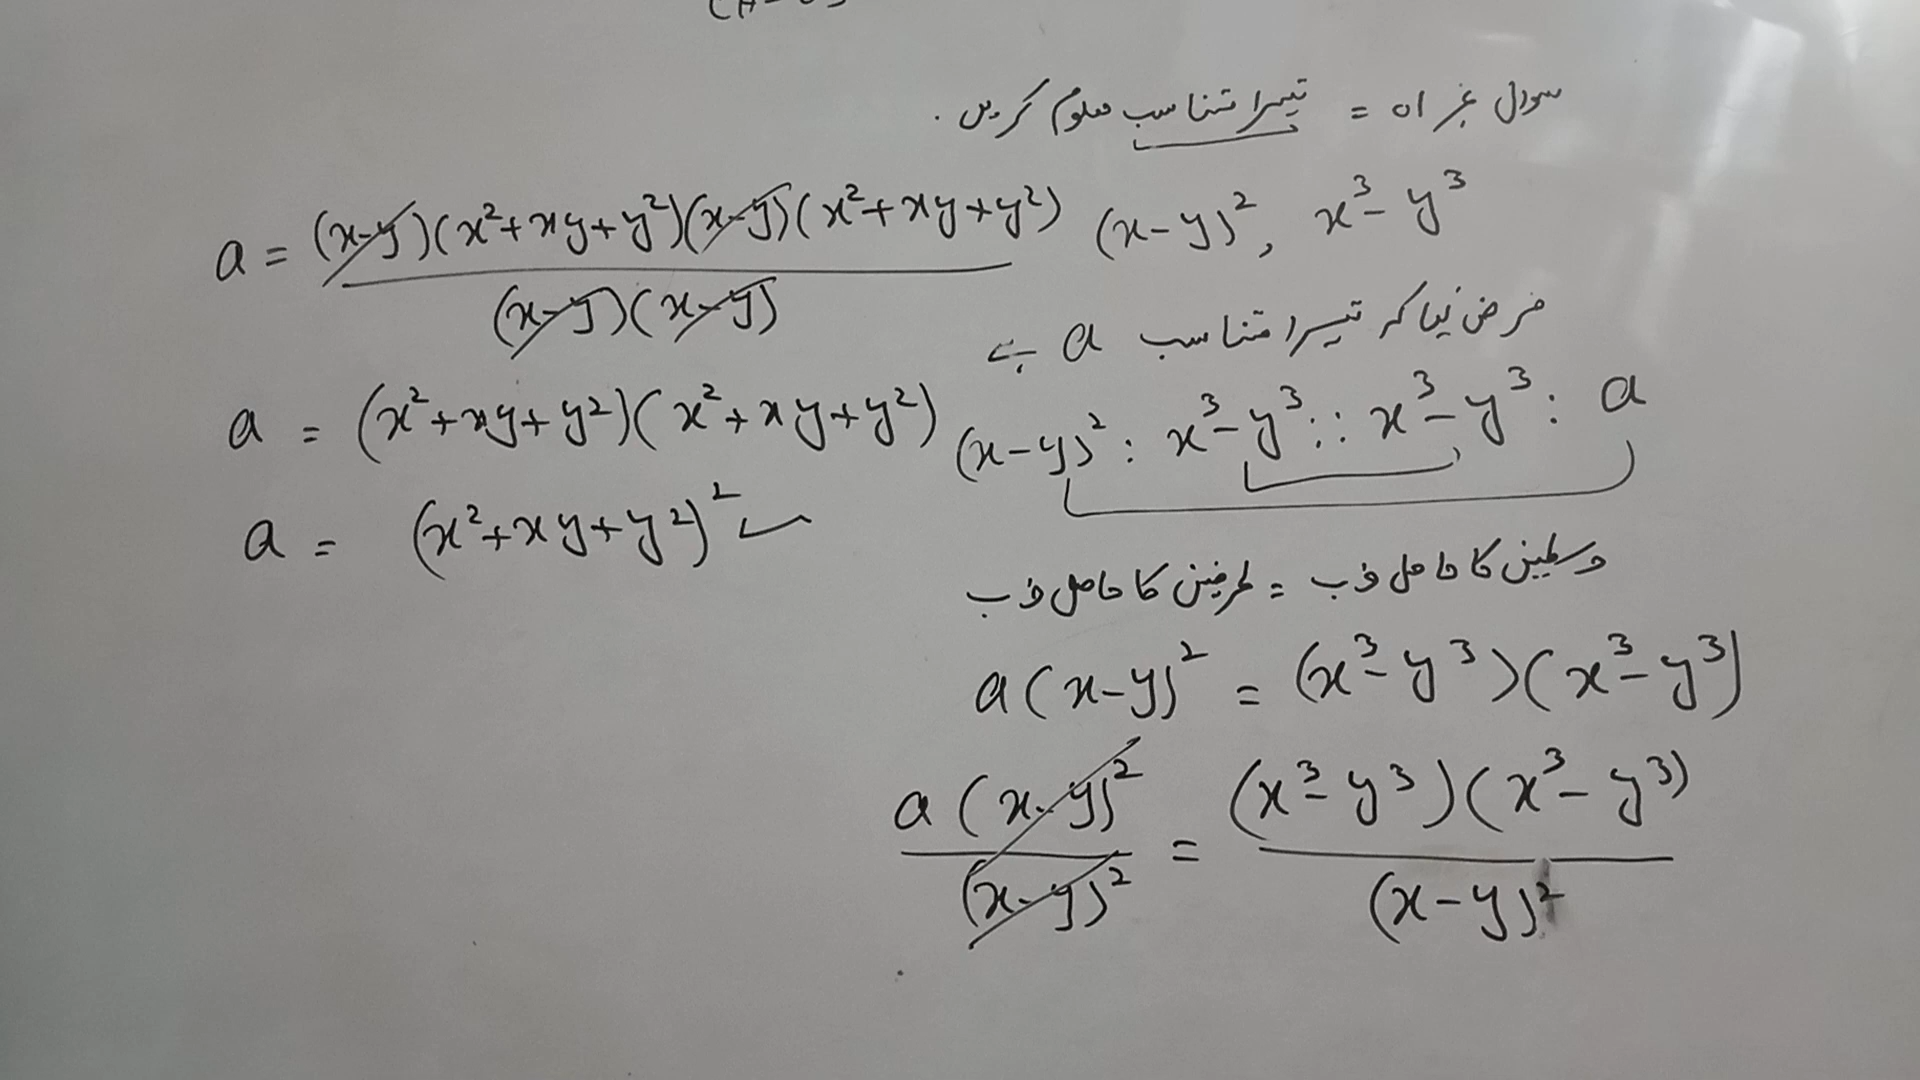 سوال نمبر 01 = تیسرا متناسب معلوم کریں .
(x-y)², x³-y³
فرض کیا کہ تیسرا متناسب a ہے
(x-y)² : x³-y³ :: x³-y³ : a
وسطین کا حاصل ضرب = طرفین کا حاصل ضرب
a(x-y)² = (x³-y³)(x³-y³)
a(x-y)²/(x-y)² = (x³-y³)(x³-y³)/(x-y)²
a = (x-y)(x²+xy+y²)(x-y)(x²+xy+y²)/(x-y)(x-y)
a = (x²+xy+y²)(x²+xy+y²)
a = (x²+xy+y²)²